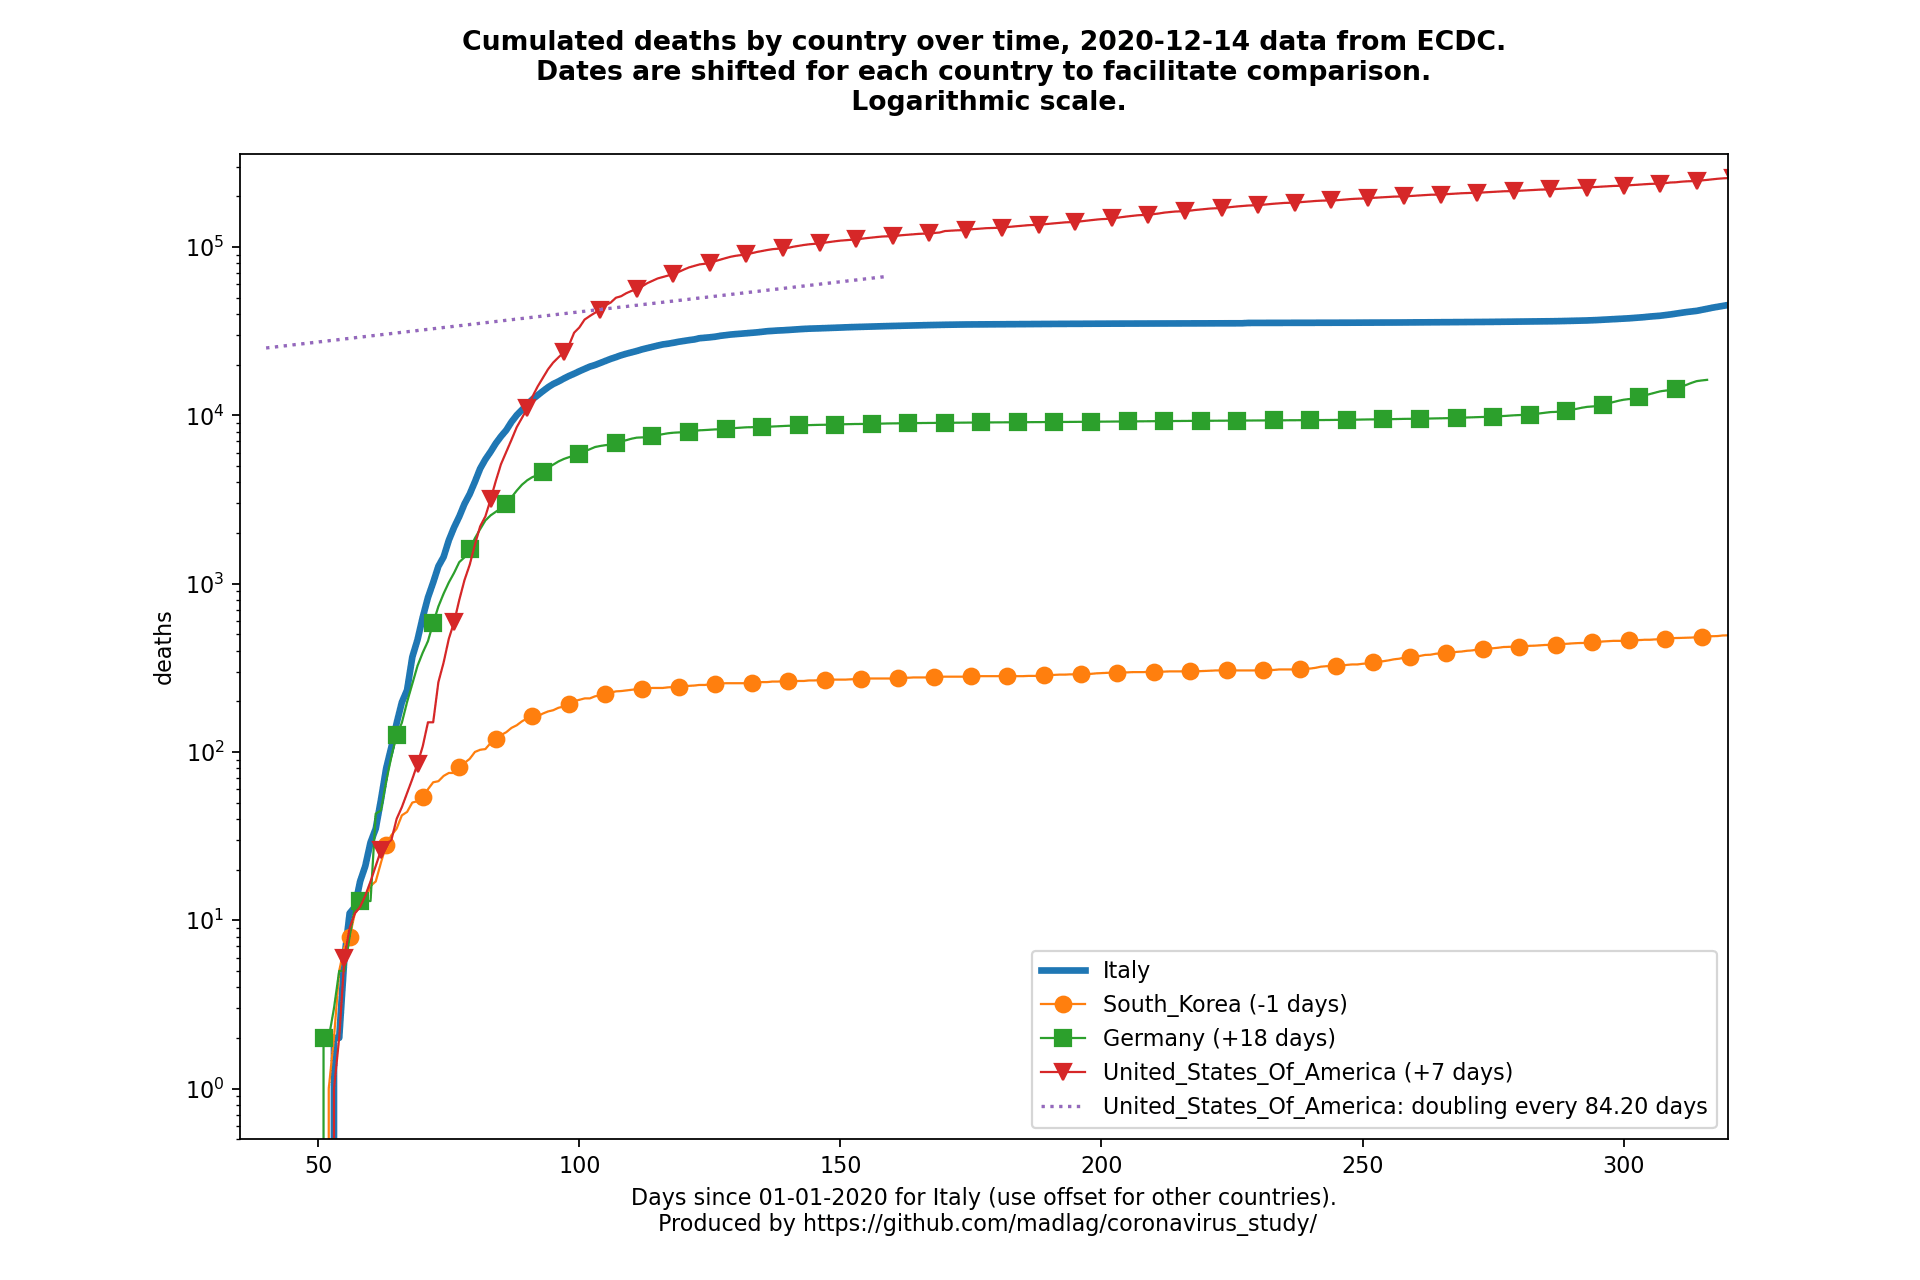 Cumulated deaths by country over time, 2020-12-14 data from ECDC.
Dates are shifted for each country to facilitate comparison.
Logarithmic scale.
10^5
10^4
10^3
10^2
10^1
10^0
deaths
Italy
South_Korea (-1 days)
Germany (+18 days)
United_States_Of_America (+7 days)
United_States_Of_America: doubling every 84.20 days
50 100 150 200 250 300
Days since 01-01-2020 for Italy (use offset for other countries).
Produced by https://github.com/madlag/coronavirus_study/